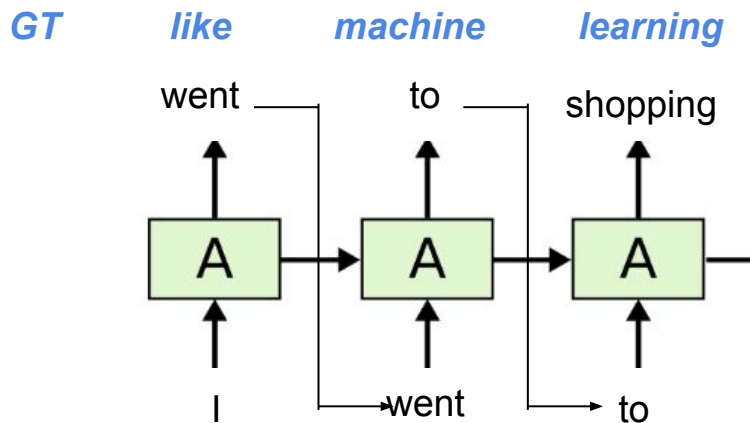 GT like machine learning
went to shopping
A A A
I went to